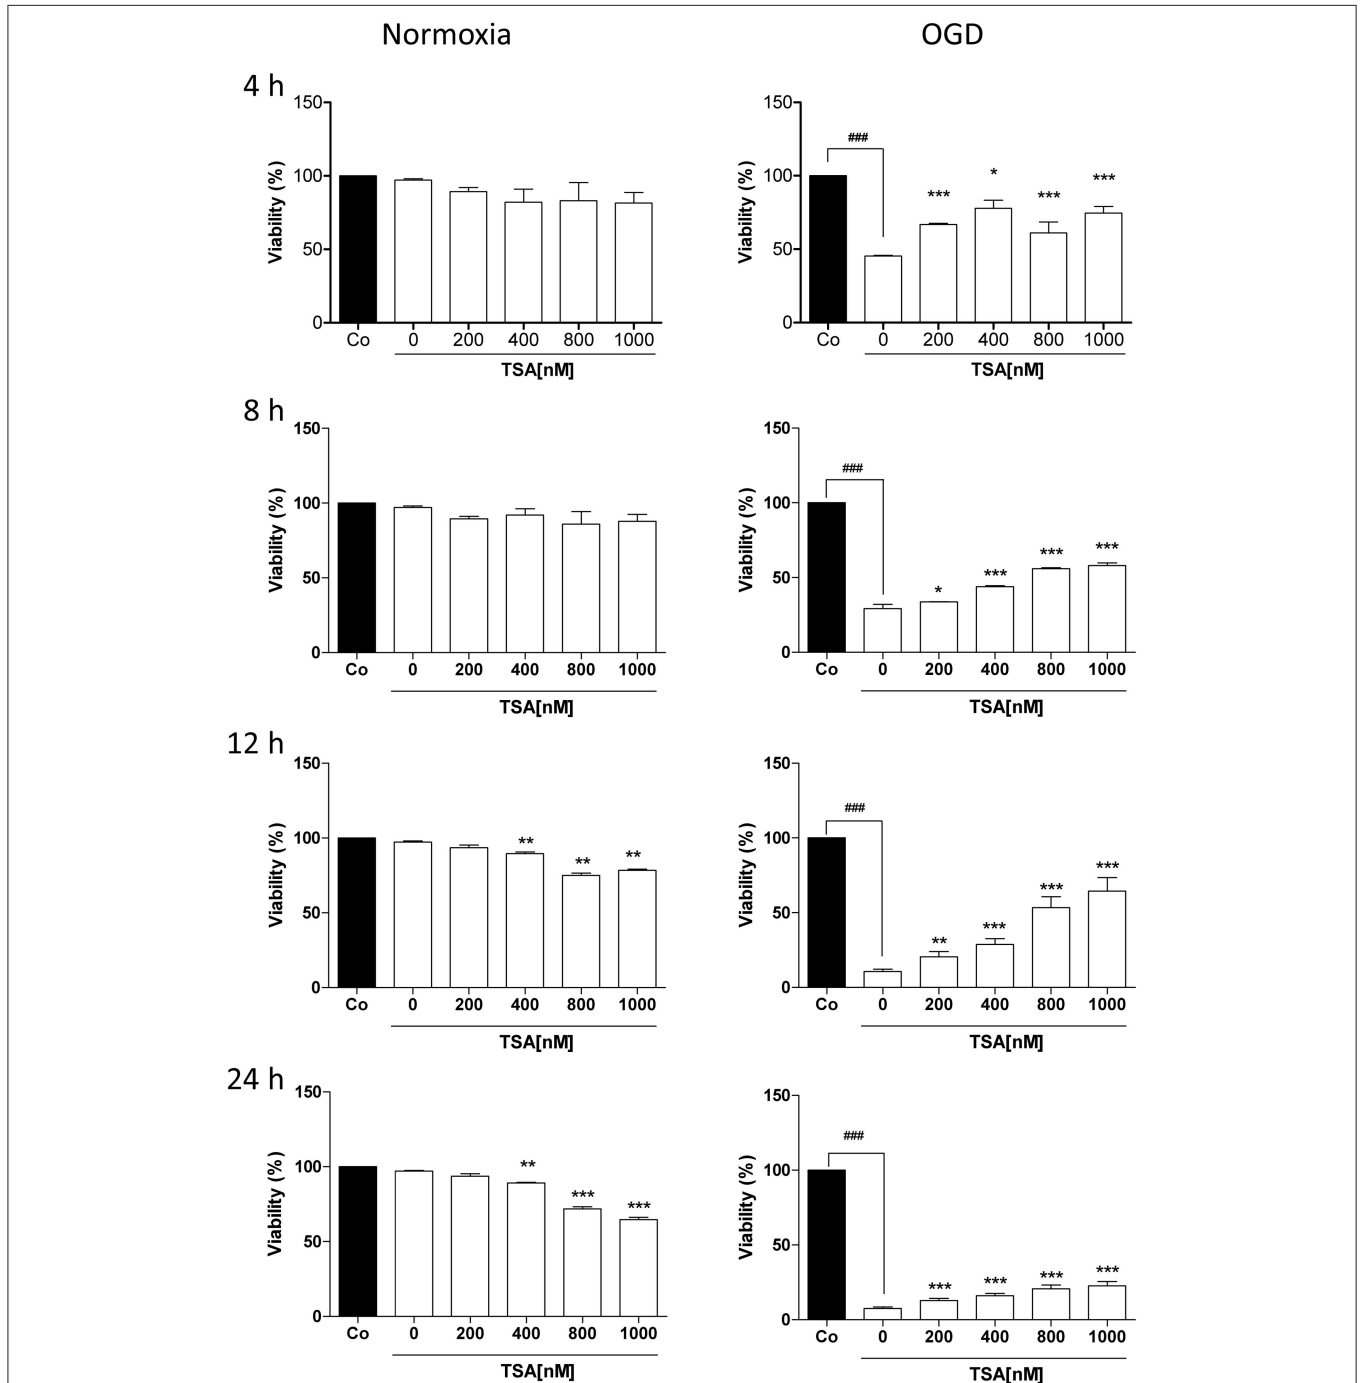 Normoxia OGD
4 h
150 100 50 0
Viability (%)
Co 0 200 400 800 1000
TSA[nM]
150 100 50 0
Viability (%)
###
*** * *** ***
Co 0 200 400 800 1000
TSA[nM]
8 h
150 100 50 0
Viability (%)
Co 0 200 400 800 1000
TSA[nM]
150 100 50 0
Viability (%)
###
* *** *** ***
Co 0 200 400 800 1000
TSA[nM]
12 h
150 100 50 0
Viability (%)
** ** **
Co 0 200 400 800 1000
TSA[nM]
150 100 50 0
Viability (%)
###
** *** *** ***
Co 0 200 400 800 1000
TSA[nM]
24 h
150 100 50 0
Viability (%)
** *** ***
Co 0 200 400 800 1000
TSA[nM]
150 100 50 0
Viability (%)
###
*** *** *** ***
Co 0 200 400 800 1000
TSA[nM]